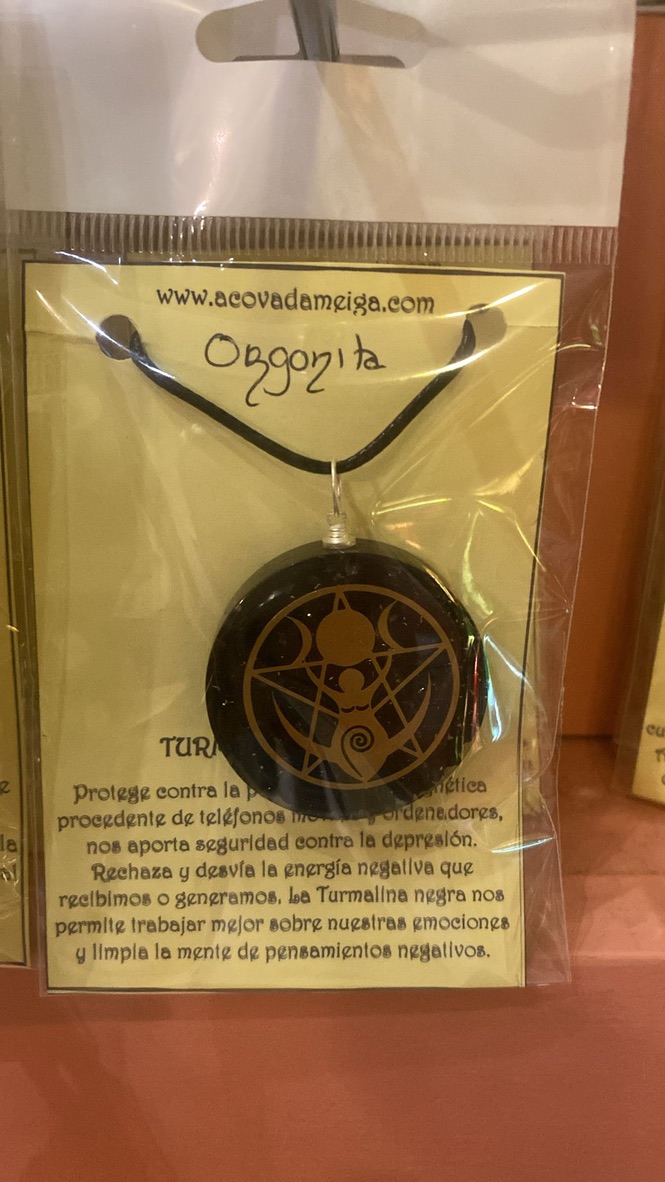 www.acovadameiga.com
Orgonita
TUR
Protege contra la p
procedente de teléfonos y ordenadores,
nos aporta seguridad contra la depresión.
Rechaza y desvía la energía negativa que
recibimos o generamos. La Turmalina negra nos
permite trabajar mejor sobre nuestras emociones
y limpia la mente de pensamientos negativos.